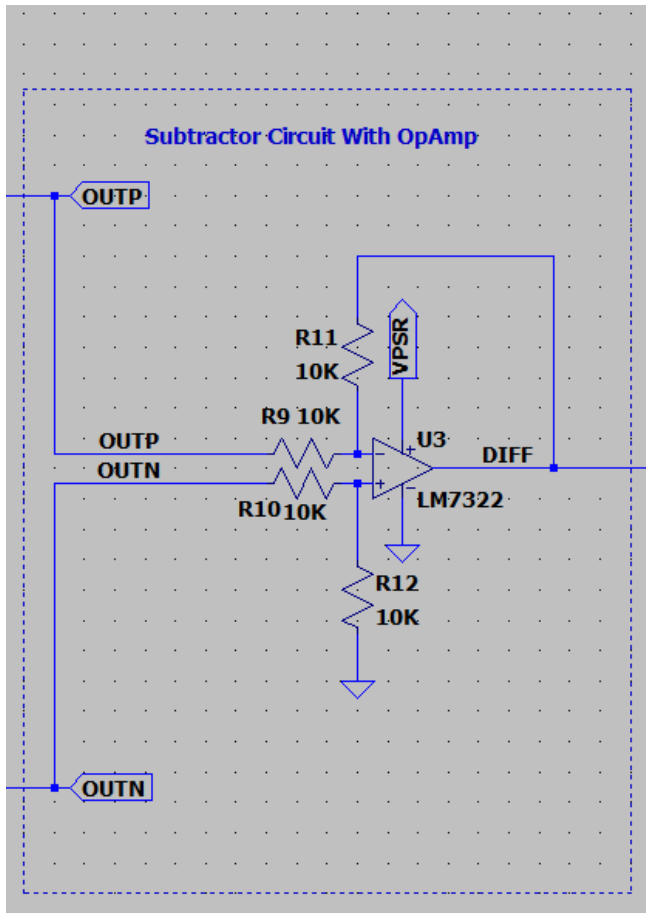 Subtractor Circuit With OpAmp
OUTP
VPSR
R11
10K
R9 10K
OUTP
U3
+
−
DIFF
OUTN
+
−
LM7322
R10 10K
R12
10K
OUTN